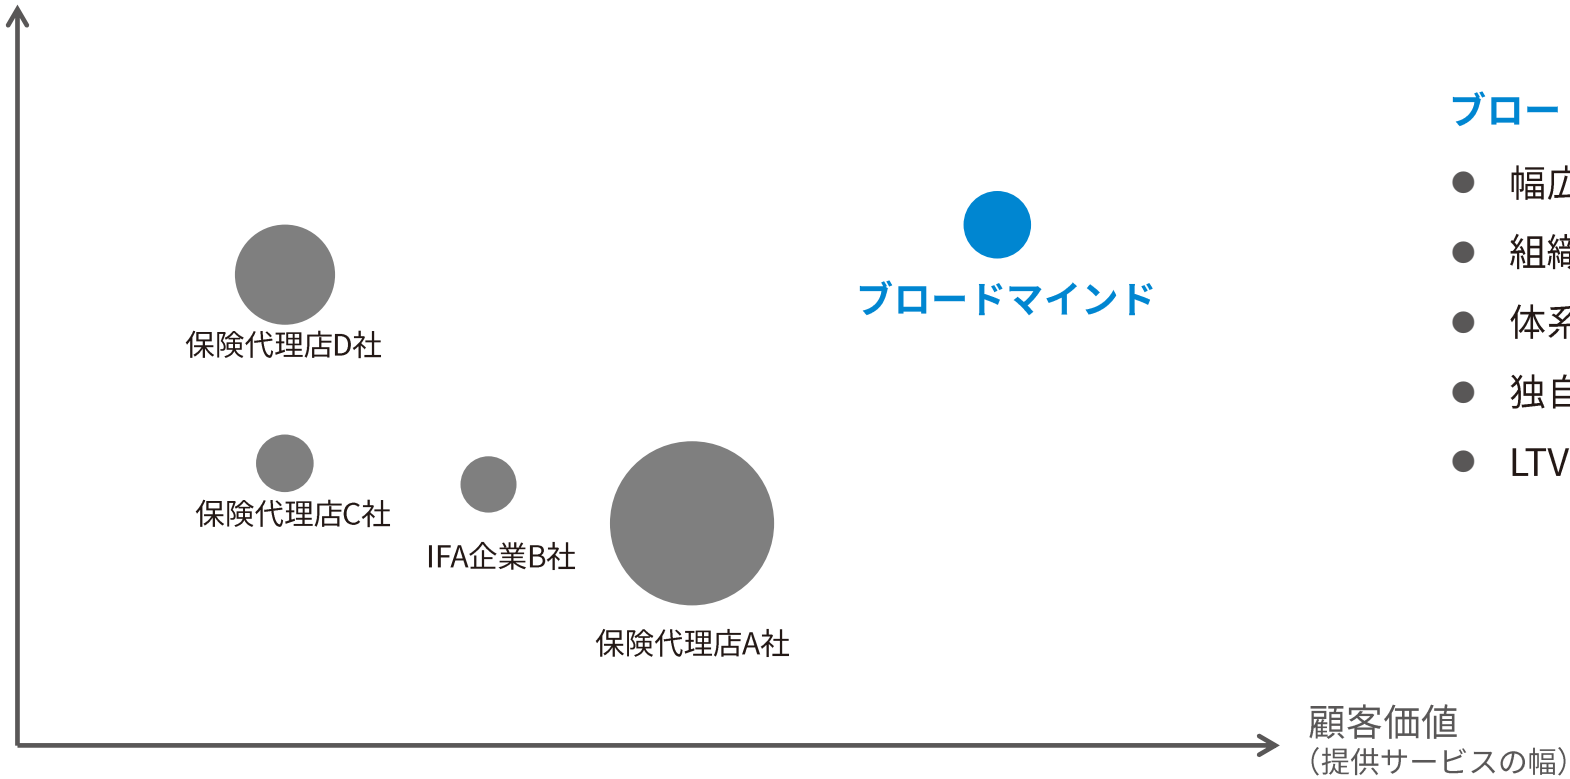 ブロー
幅広
組織
体系
独自
LTV
ブロードマインド
保険代理店D社
保険代理店C社
IFA企業B社
保険代理店A社
顧客価値
（提供サービスの幅）